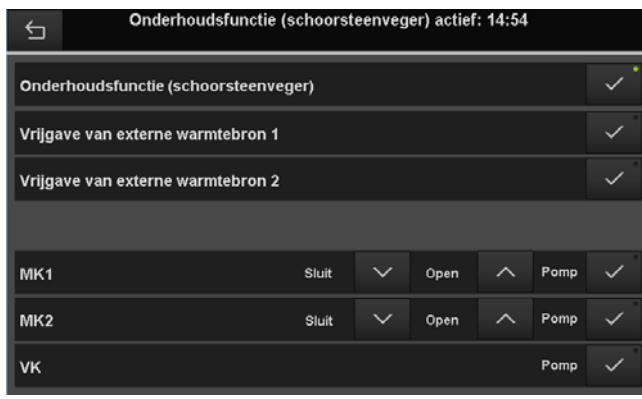 Onderhoudsfunctie (schoorsteenveger) actief: 14:54
Onderhoudsfunctie (schoorsteenveger)
Vrijgave van externe warmtebron 1
Vrijgave van externe warmtebron 2
MK1 Sluit Open Pomp
MK2 Sluit Open Pomp
VK Pomp